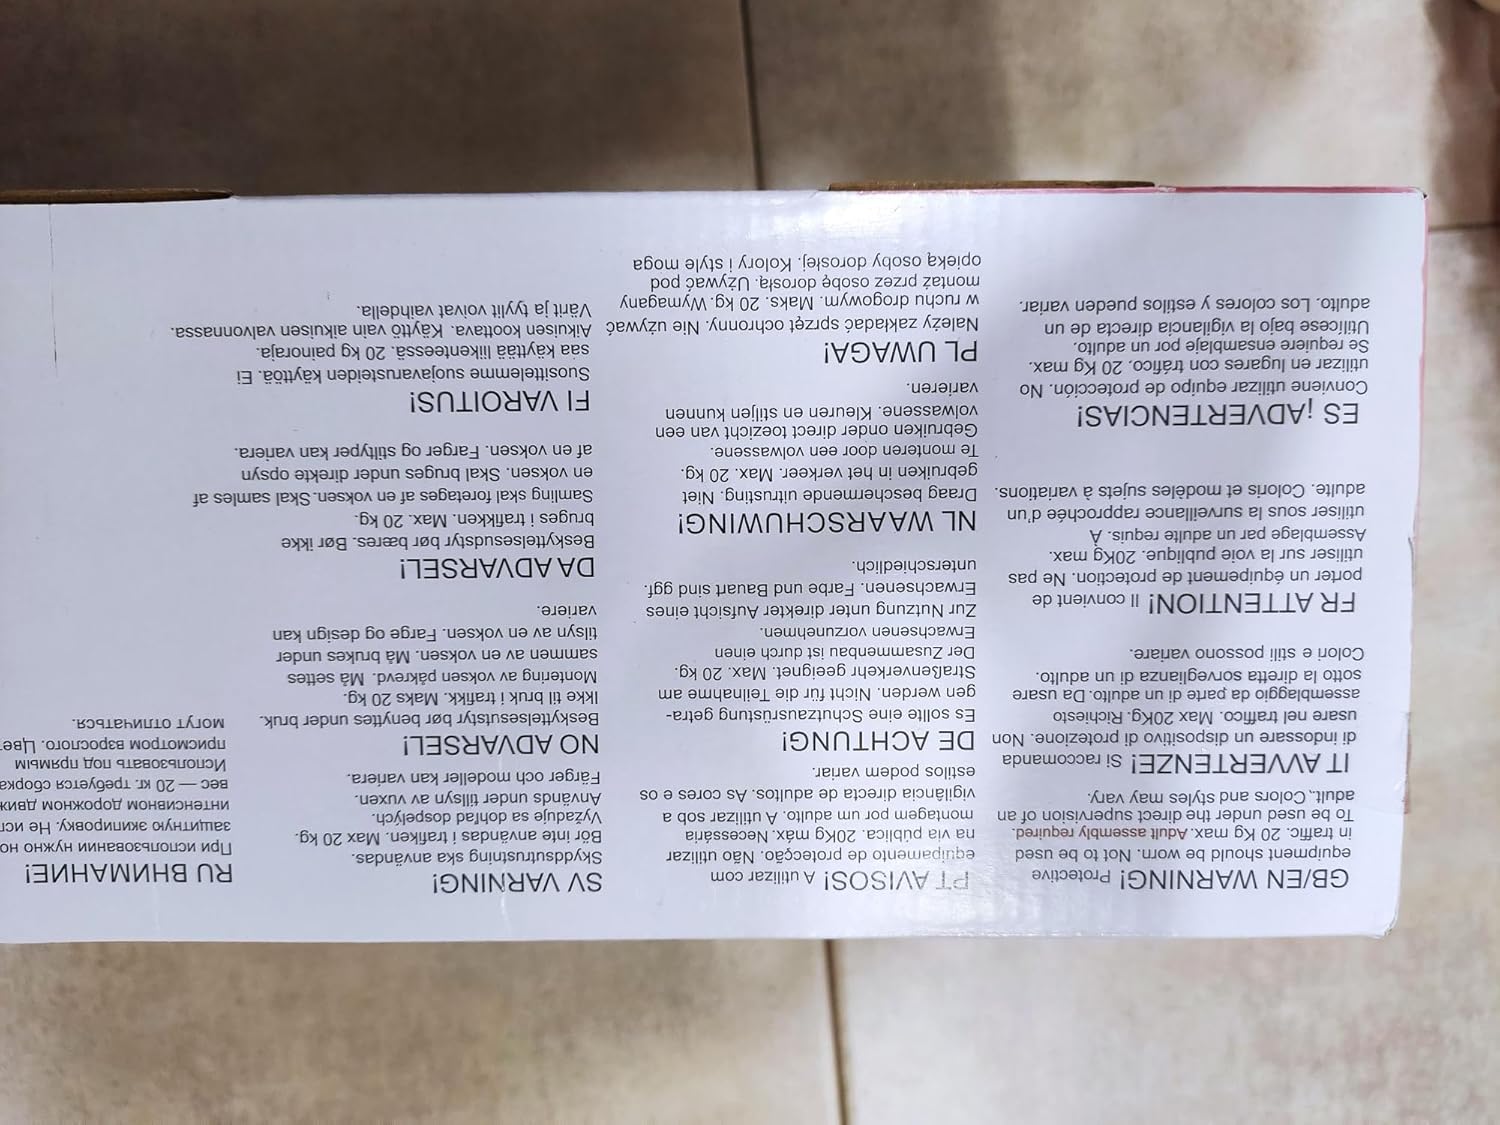 GB/EN WARNING! Protective
equipment should be worn. Not to be used
in traffic. 20 Kg max. Adult assembly required.
To be used under the direct supervision of an
adult. Colors and styles may vary.
IT AVVERTENZE! Si raccomanda
di indossare un dispositivo di protezione. Non
usare nel traffico. Max 20Kg. Richiesto
assemblaggio da parte di un adulto. Da usare
sotto la diretta sorveglianza di un adulto.
Colori e stili possono variare.
FR ATTENTION! Il convient de
porter un équipement de protection. Ne pas
utiliser sur la voie publique. 20Kg max.
Assemblage par un adulte requis. À
utiliser sous la surveillance rapprochée d'un
adulte. Coloris et modèles sujets à variations.
ES ¡ADVERTENCIAS!
Conviene utilizar equipo de protección. No
utilizar en lugares con tráfico. 20 Kg max.
Se requiere ensamblaje por un adulto.
Utilícese bajo la vigilancia directa de un
adulto. Los colores y estilos pueden variar.
PT AVISOS! A utilizar com
equipamento de protecção. Não utilizar
na via pública. 20Kg máx. Necessária
montagem por um adulto. A utilizar sob a
vigilância directa de adultos. As cores e os
estilos podem variar.
DE ACHTUNG!
Es sollte eine Schutzausrüstung getra-
gen werden. Nicht für die Teilnahme am
Straßenverkehr geeignet. Max. 20 kg.
Der Zusammenbau ist durch einen
Erwachsenen vorzunehmen.
Zur Nutzung unter direkter Aufsicht eines
Erwachsenen. Farbe und Bauart sind ggf.
unterschiedlich.
NL WAARSCHUWING!
Draag beschermende uitrusting. Niet
gebruiken in het verkeer. Max. 20 kg.
Te monteren door een volwassene.
Gebruiken onder direct toezicht van een
volwassene. Kleuren en stijlen kunnen
variëren.
PL UWAGA!
Należy zakładać sprzęt ochronny. Nie używać
w ruchu drogowym. Maks. 20 kg. Wymagany
montaż przez osobę dorosłą. Używać pod
opieką osoby dorosłej. Kolory i style moga
SV VARNING!
Skyddsutrustning ska användas.
Bör inte användas i trafiken. Max 20 kg.
Vyžaduje sa dohľad dospelých.
Används under tillsyn av vuxen.
Färger och modeller kan variera.
NO ADVARSEL!
Beskyttelsesutstyr bør benyttes under bruk.
Ikke til bruk i trafikk. Maks 20 kg.
Montering av voksen påkrevd. Må settes
sammen av en voksen. Må brukes under
tilsyn av en voksen. Farge og design kan
variere.
DA ADVARSEL!
Beskyttelsesudstyr bør bæres. Bør ikke
bruges i trafikken. Max. 20 kg.
Samling skal foretages af en voksen.Skal samles af
en voksen. Skal bruges under direkte opsyn
af en voksen. Farger og stiltyper kan variera.
FI VAROITUS!
Suosittelemme suojavarusteiden käyttöä. Ei
saa käyttää liikenteessä. 20 kg painoraja.
Aikuisen koottava. Käyttö vain aikuisen valvonnassa.
Värit ja tyylit voivat vaihdella.
RU ВНИМАНИЕ!
При использовании нужно но
защитную экипировку. Не исп
интенсивном дорожном движ
вес — 20 кг. требуется сборка
Использовать под прямым
присмотром взрослого. Цвет
могут отличаться.